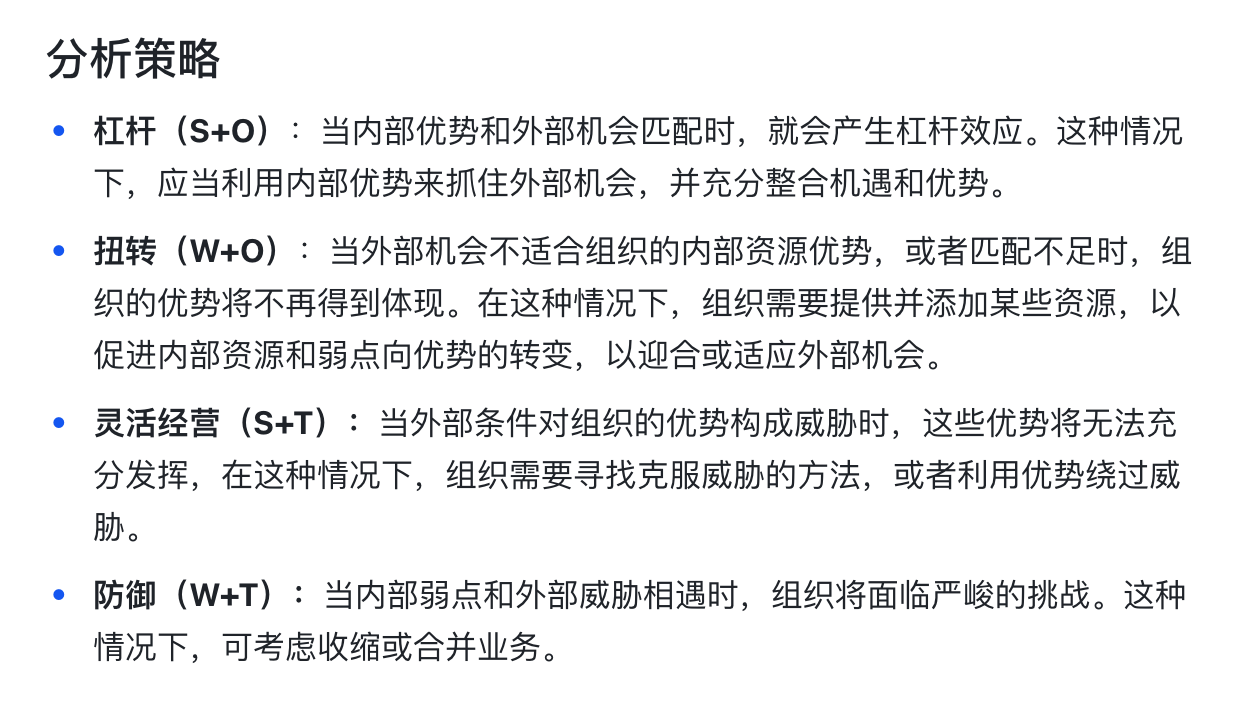 分析策略
杠杆（S+O）： 当内部优势和外部机会匹配时，就会产生杠杆效应。这种情况
下，应当利用内部优势来抓住外部机会，并充分整合机遇和优势。
扭转（W+O）： 当外部机会不适合组织的内部资源优势，或者匹配不足时，组
织的优势将不再得到体现。在这种情况下，组织需要提供并添加某些资源，以
促进内部资源和弱点向优势的转变，以迎合或适应外部机会。
灵活经营（S+T）： 当外部条件对组织的优势构成威胁时，这些优势将无法充
分发挥，在这种情况下，组织需要寻找克服威胁的方法，或者利用优势绕过威
胁。
防御（W+T）： 当内部弱点和外部威胁相遇时，组织将面临严峻的挑战。这种
情况下，可考虑收缩或合并业务。